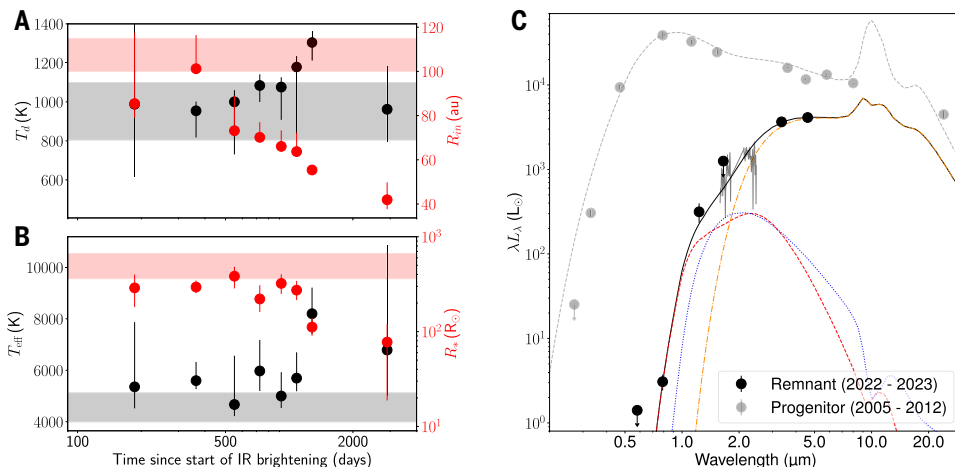 A
1400
1200
1000
800
600
400
T_d (K)
120
100
80
60
40
R_in (au)
B
10000
8000
6000
4000
T_eff (K)
10^3
10^2
10^1
R_* (R_⊙)
100
500
2000
Time since start of IR brightening (days)
C
10^4
10^3
10^2
10^1
10^0
λL_λ (L_⊙)
Remnant (2022 - 2023)
Progenitor (2005 - 2012)
0.5
1.0
2.0
5.0
10.0
20.0
Wavelength (μm)